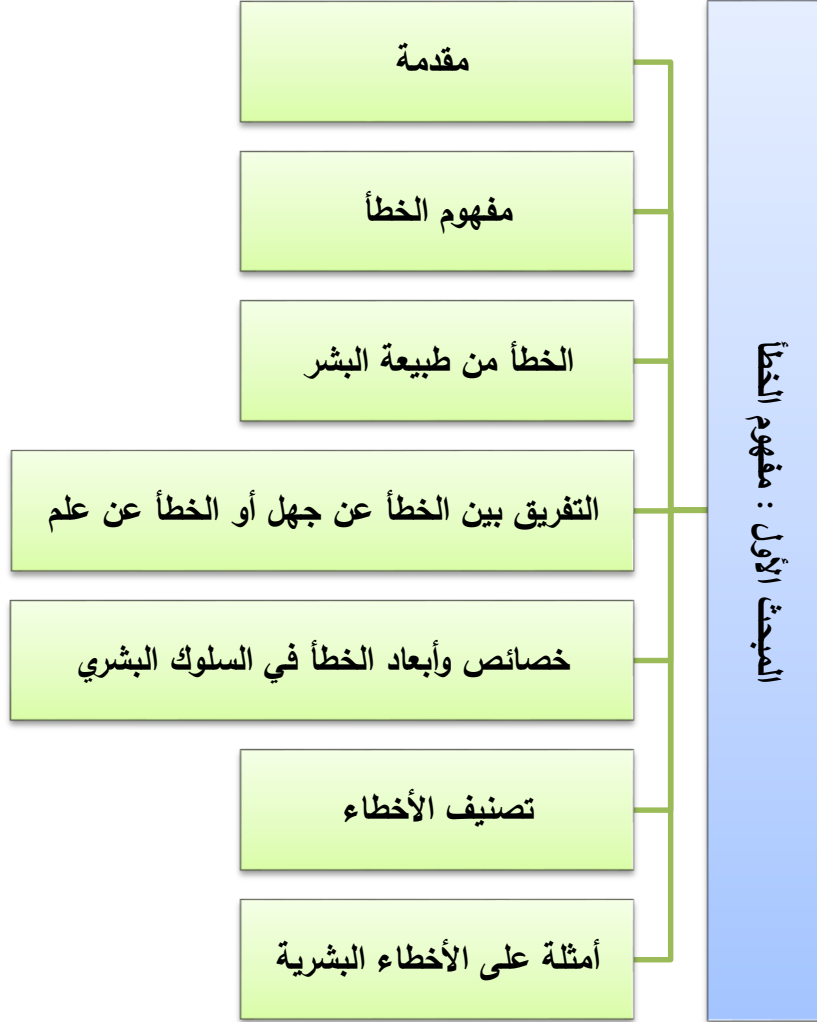 المبحث الأول : مفهوم الخطأ
مقدمة
مفهوم الخطأ
الخطأ من طبيعة البشر
التفريق بين الخطأ عن جهل أو الخطأ عن علم
خصائص وأبعاد الخطأ في السلوك البشري
تصنيف الأخطاء
أمثلة على الأخطاء البشرية